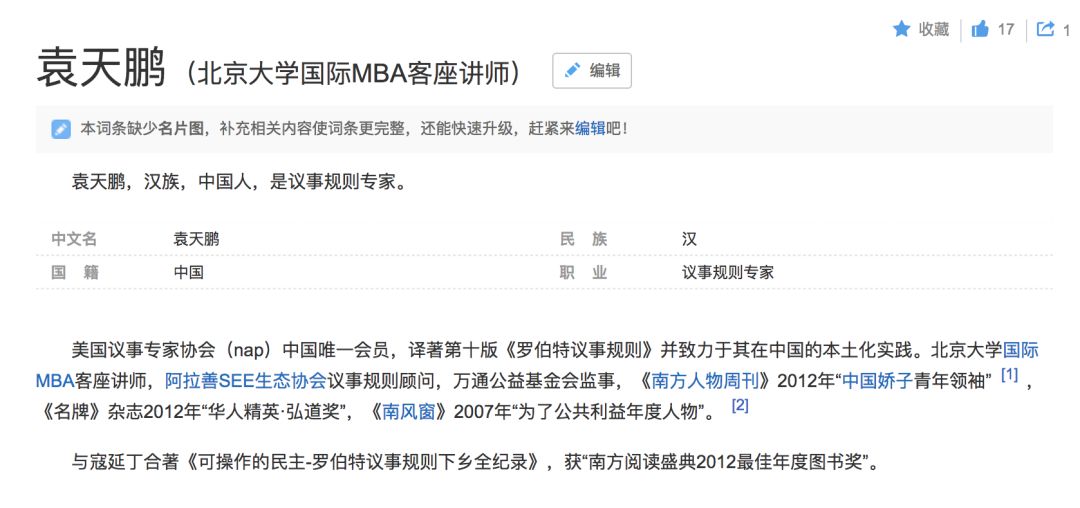 收藏 17 1
袁天鹏（北京大学国际MBA客座讲师） 编辑
本词条缺少名片图，补充相关内容使词条更完整，还能快速升级，赶紧来编辑吧！
袁天鹏，汉族，中国人，是议事规则专家。
中文名 袁天鹏 民 族 汉
国 籍 中国 职 业 议事规则专家
美国议事专家协会（nap）中国唯一会员，译著第十版《罗伯特议事规则》并致力于其在中国的本土化实践。北京大学国际
MBA客座讲师，阿拉善SEE生态协会议事规则顾问，万通公益基金会监事，《南方人物周刊》2012年“中国娇子青年领袖” [1] ，
《名牌》杂志2012年“华人精英·弘道奖”，《南风窗》2007年“为了公共利益年度人物”。 [2]
与寇延丁合著《可操作的民主-罗伯特议事规则下乡全纪录》，获“南方阅读盛典2012最佳年度图书奖”。